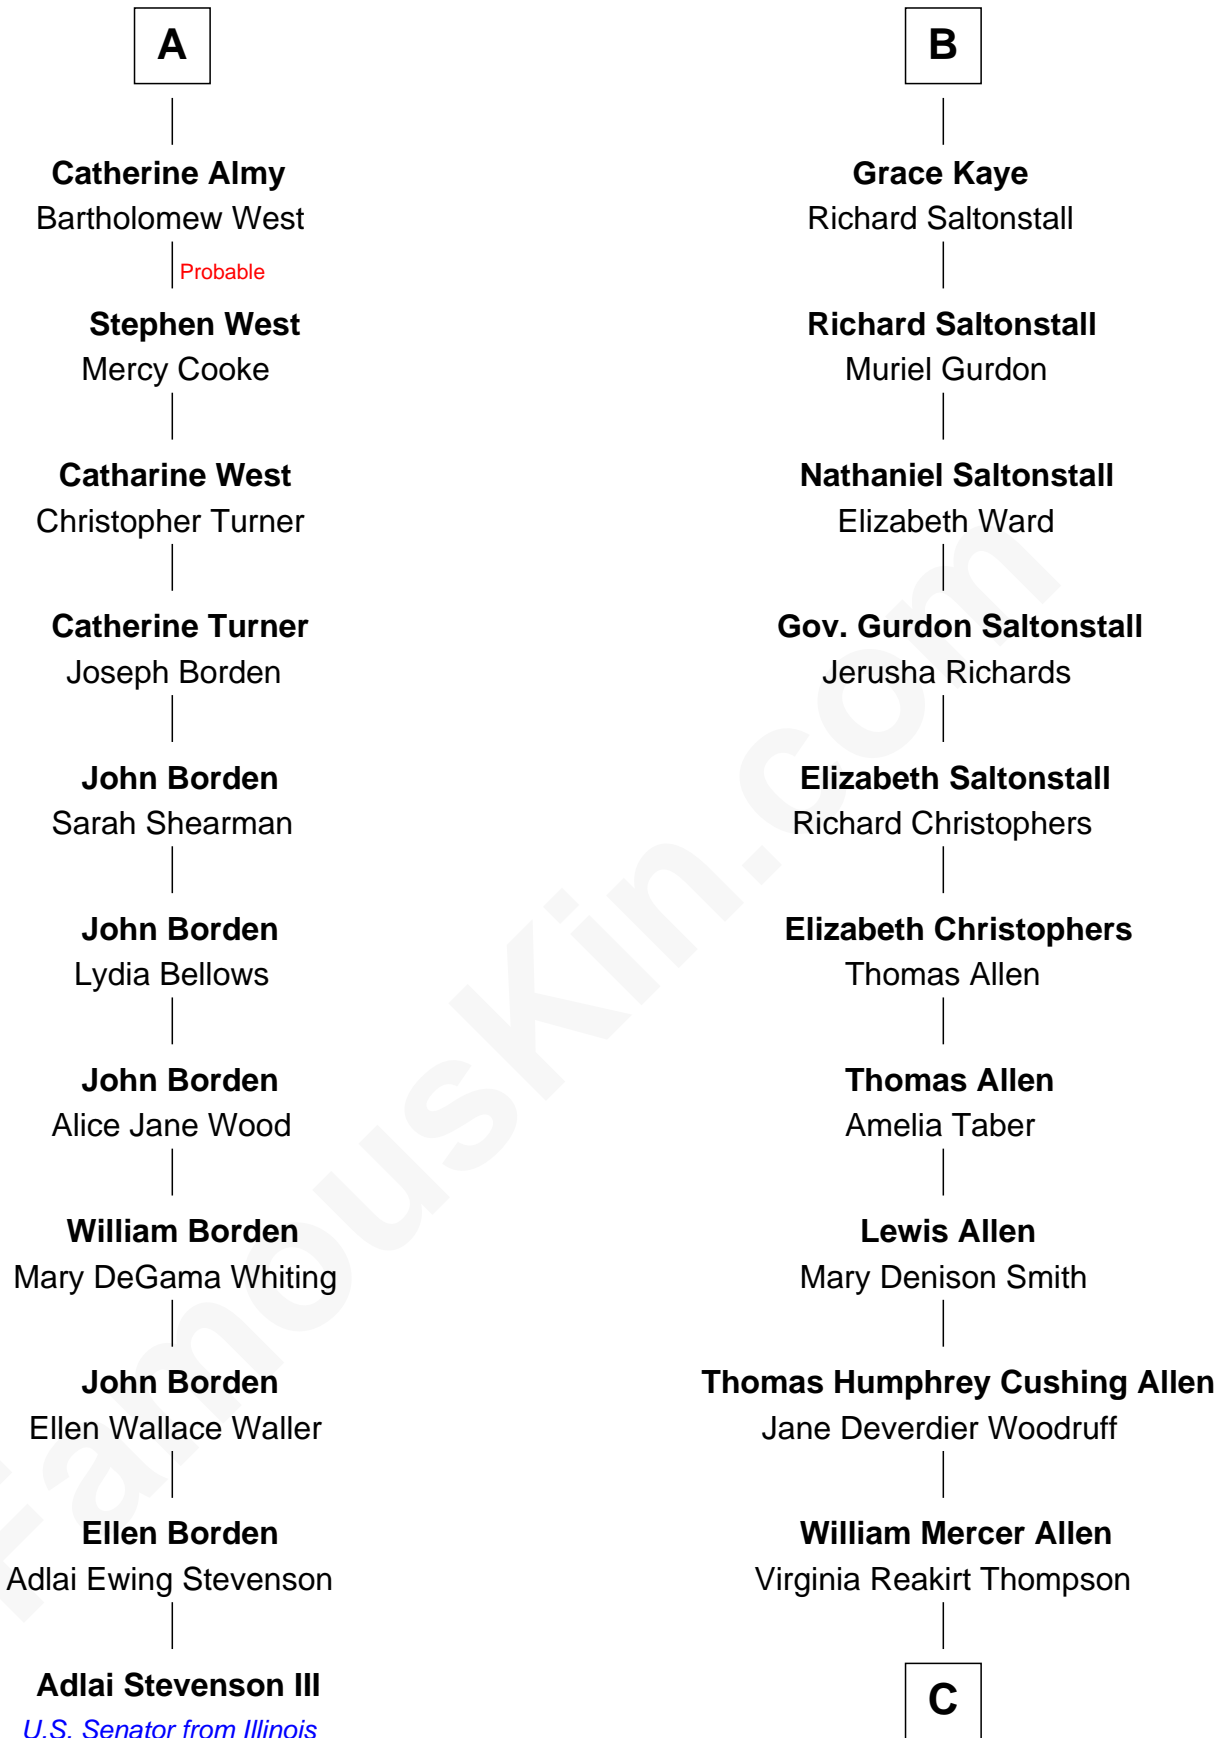 A
Catherine Almy
Bartholomew West
Probable
Stephen West
Mercy Cooke
Catharine West
Christopher Turner
Catherine Turner
Joseph Borden
John Borden
Sarah Shearman
John Borden
Lydia Bellows
John Borden
Alice Jane Wood
William Borden
Mary DeGama Whiting
John Borden
Ellen Wallace Waller
Ellen Borden
Adlai Ewing Stevenson
Adlai Stevenson III
U.S. Senator from Illinois
B
Grace Kaye
Richard Saltonstall
Richard Saltonstall
Muriel Gurdon
Nathaniel Saltonstall
Elizabeth Ward
Gov. Gurdon Saltonstall
Jerusha Richards
Elizabeth Saltonstall
Richard Christophers
Elizabeth Christophers
Thomas Allen
Thomas Allen
Amelia Taber
Lewis Allen
Mary Denison Smith
Thomas Humphrey Cushing Allen
Jane Deverdier Woodruff
William Mercer Allen
Virginia Reakirt Thompson
C
FamousKin.com